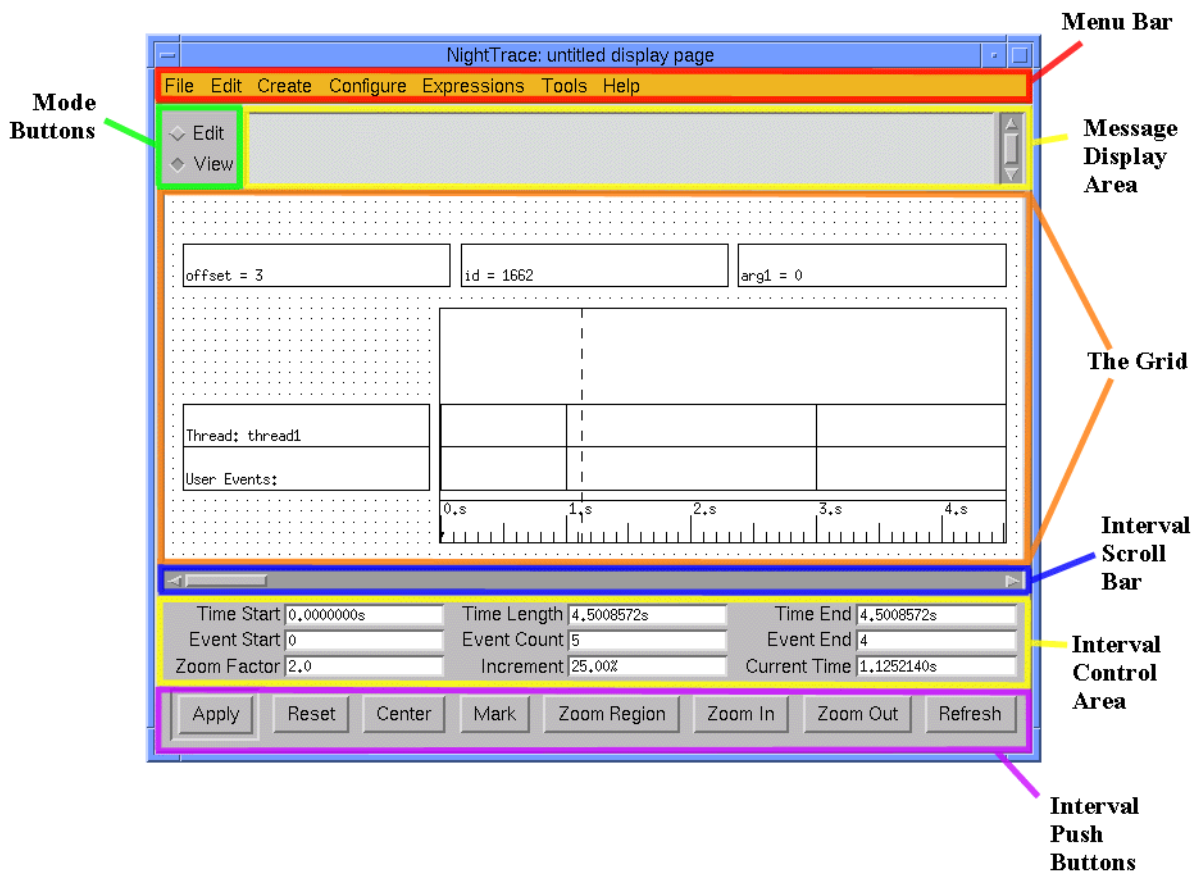 Menu Bar
NightTrace: untitled display page
File Edit Create Configure Expressions Tools Help
Mode
Buttons
Edit
View
Message
Display
Area
offset = 3
id = 1662
arg1 = 0
The Grid
Thread: thread1
User Events:
0.s 1.s 2.s 3.s 4.s
Interval
Scroll
Bar
Time Start 0.0000000s Time Length 4.5008572s Time End 4.5008572s
Event Start 0 Event Count 5 Event End 4
Zoom Factor 2.0 Increment 25.00% Current Time 1.1252140s
Interval
Control
Area
Apply Reset Center Mark Zoom Region Zoom In Zoom Out Refresh
Interval
Push
Buttons